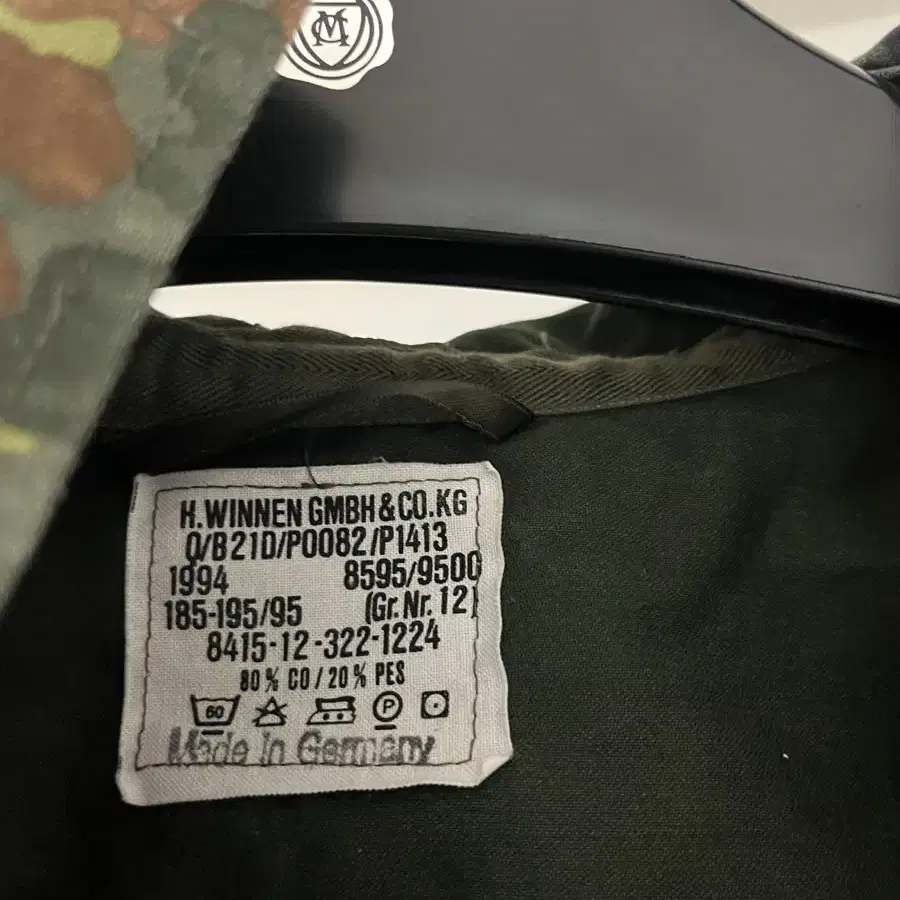 H.WINNEN GMBH&CO.KG
Q/B21D/P0082/P1413
1994 8595/9500
185-195/95 (Gr.Nr.12)
8415-12-322-1224
80% CO/20% PES
60 P
Made in Germany